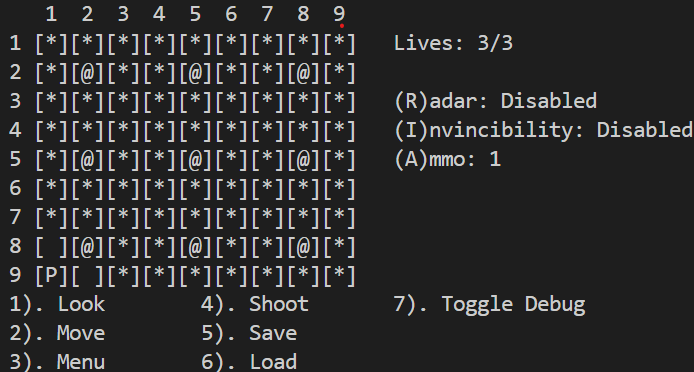 1 2 3 4 5 6 7 8 9
1 [*][*][*][*][*][*][*][*][*] Lives: 3/3
2 [*][@][*][*][@][*][*][@][*]
3 [*][*][*][*][*][*][*][*][*] (R)adar: Disabled
4 [*][*][*][*][*][*][*][*][*] (I)nvincibility: Disabled
5 [*][@][*][*][@][*][*][@][*] (A)mmo: 1
6 [*][*][*][*][*][*][*][*][*]
7 [*][*][*][*][*][*][*][*][*]
8 [ ][@][*][*][@][*][*][@][*]
9 [P][ ][*][*][*][*][*][*][*]
1). Look 4). Shoot 7). Toggle Debug
2). Move 5). Save
3). Menu 6). Load